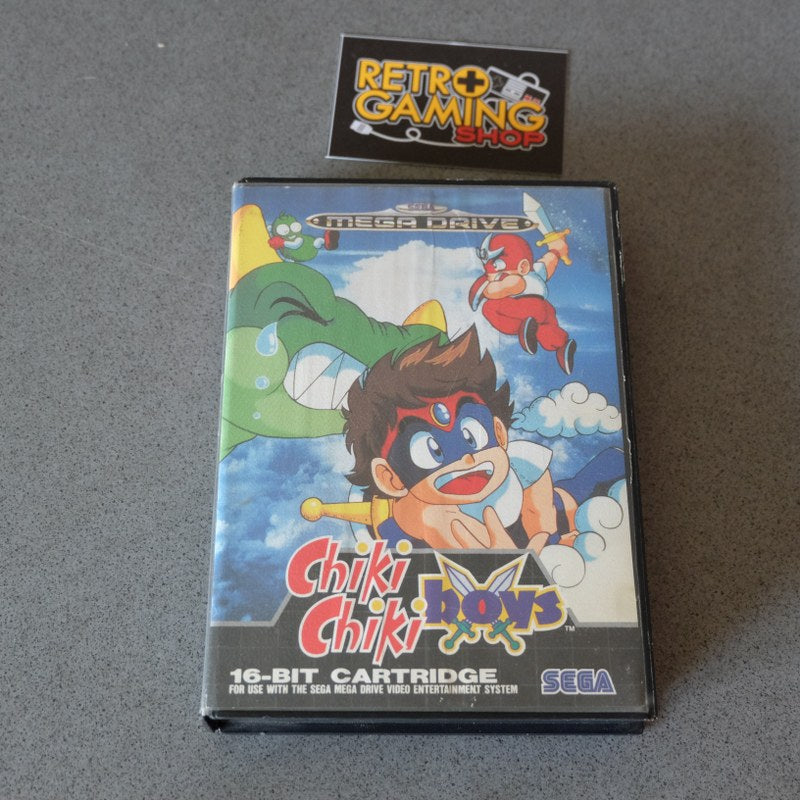 RETRO
GAMING
SHOP
SEGA
MEGA DRIVE
Chiki
Chiki
boys
TM
16-BIT CARTRIDGE
FOR USE WITH THE SEGA MEGA DRIVE VIDEO ENTERTAINMENT SYSTEM
SEGA